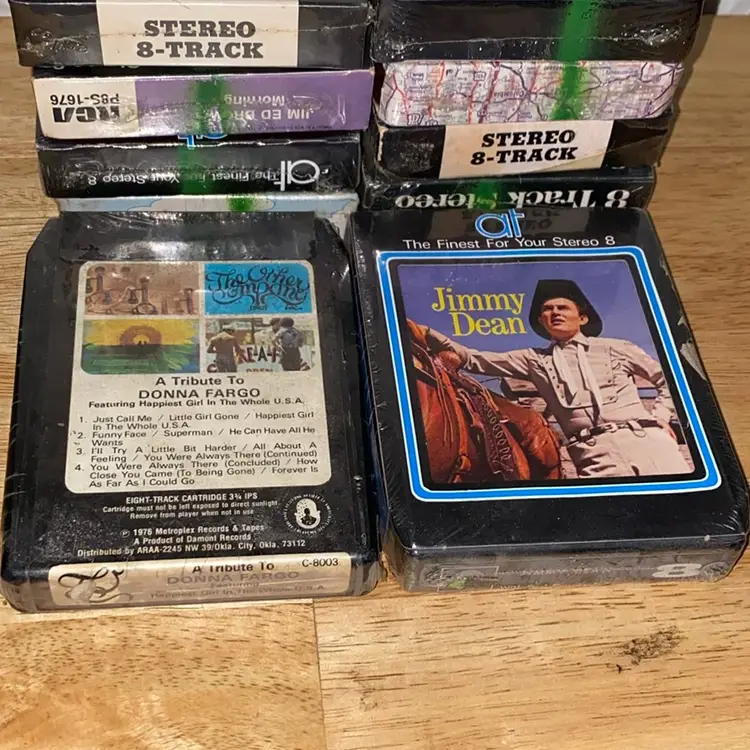 STEREO
8-TRACK
RCA
P8S-1676
JIM ED BROWN
Morning
at
The Finest For Your Stereo 8
STEREO
8-TRACK
8 Track Stereo
The Other
Company
A Tribute To
DONNA FARGO
Featuring Happiest Girl In The Whole U.S.A.
1. Just Call Me / Little Girl Gone / Happiest Girl
In The Whole U.S.A.
2. Funny Face / Superman / He Can Have All He
Wants
3. I'll Try A Little Bit Harder / All About A
Feeling / You Were Always There (Continued)
4. You Were Always There (Concluded) / How
Close You Came (To Being Gone) / Forever Is
As Far As I Could Go
EIGHT-TRACK CARTRIDGE 3¾ IPS
Cartridge must not be left exposed to direct sunlight.
Remove from player when not in use
℗ 1976 Metroplex Records & Tapes
A Product of Damont Records
Distributed by ARAA-2245 NW 39/Okla. City, Okla. 73112
A Tribute To
DONNA FARGO
Featuring
Happiest Girl In The Whole U.S.A.
C-8003
at
The Finest For Your Stereo 8
Jimmy
Dean
8